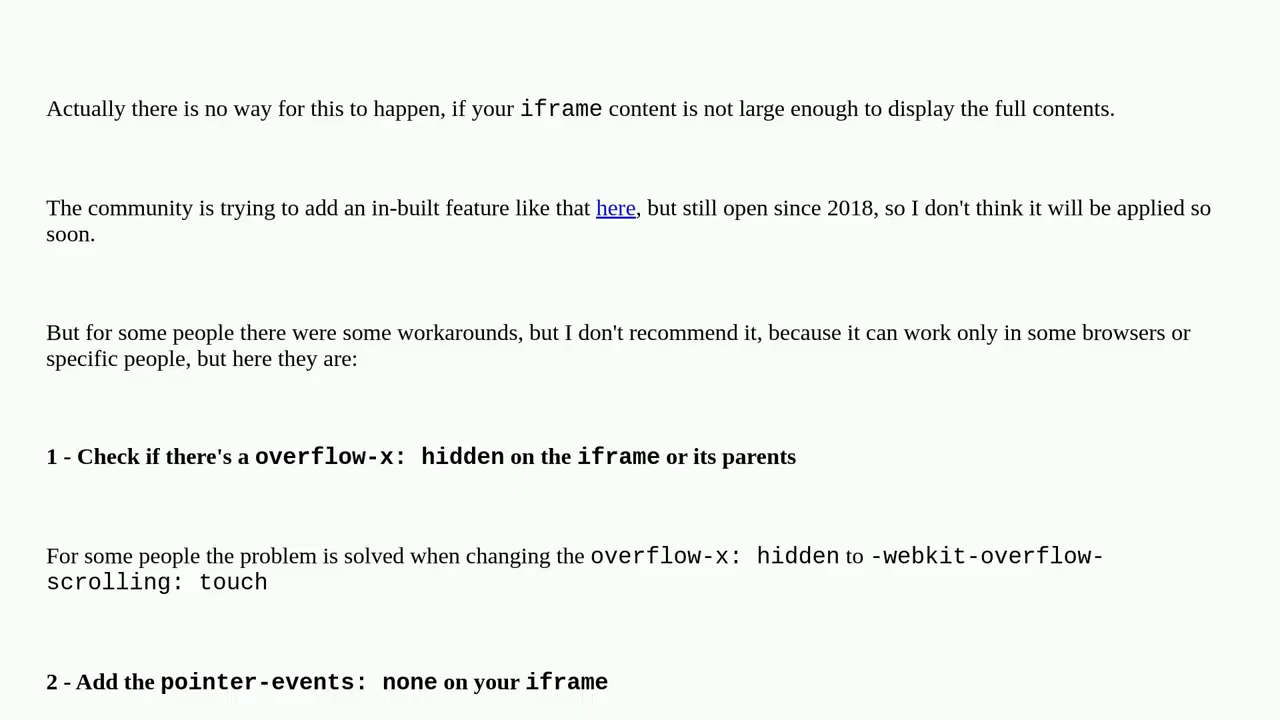 Actually there is no way for this to happen, if your iframe content is not large enough to display the full contents.
The community is trying to add an in-built feature like that here, but still open since 2018, so I don't think it will be applied so
soon.
But for some people there were some workarounds, but I don't recommend it, because it can work only in some browsers or
specific people, but here they are:
1 - Check if there's a overflow-x: hidden on the iframe or its parents
For some people the problem is solved when changing the overflow-x: hidden to -webkit-overflow-
scrolling: touch
2 - Add the pointer-events: none on your iframe